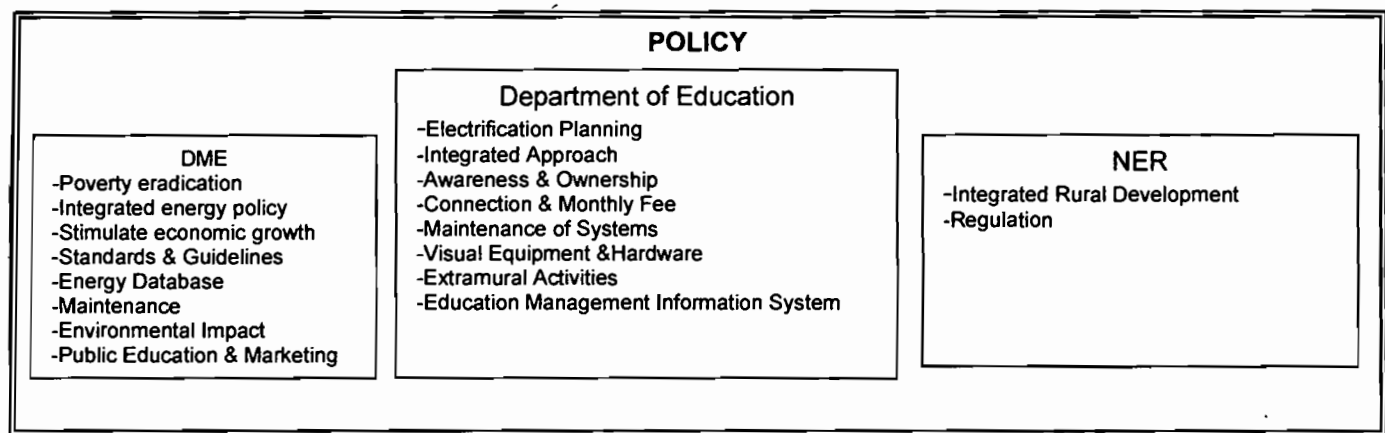 POLICY
DME
-Poverty eradication
-Integrated energy policy
-Stimulate economic growth
-Standards & Guidelines
-Energy Database
-Maintenance
-Environmental Impact
-Public Education & Marketing
Department of Education
-Electrification Planning
-Integrated Approach
-Awareness & Ownership
-Connection & Monthly Fee
-Maintenance of Systems
-Visual Equipment &Hardware
-Extramural Activities
-Education Management Information System
NER
-Integrated Rural Development
-Regulation